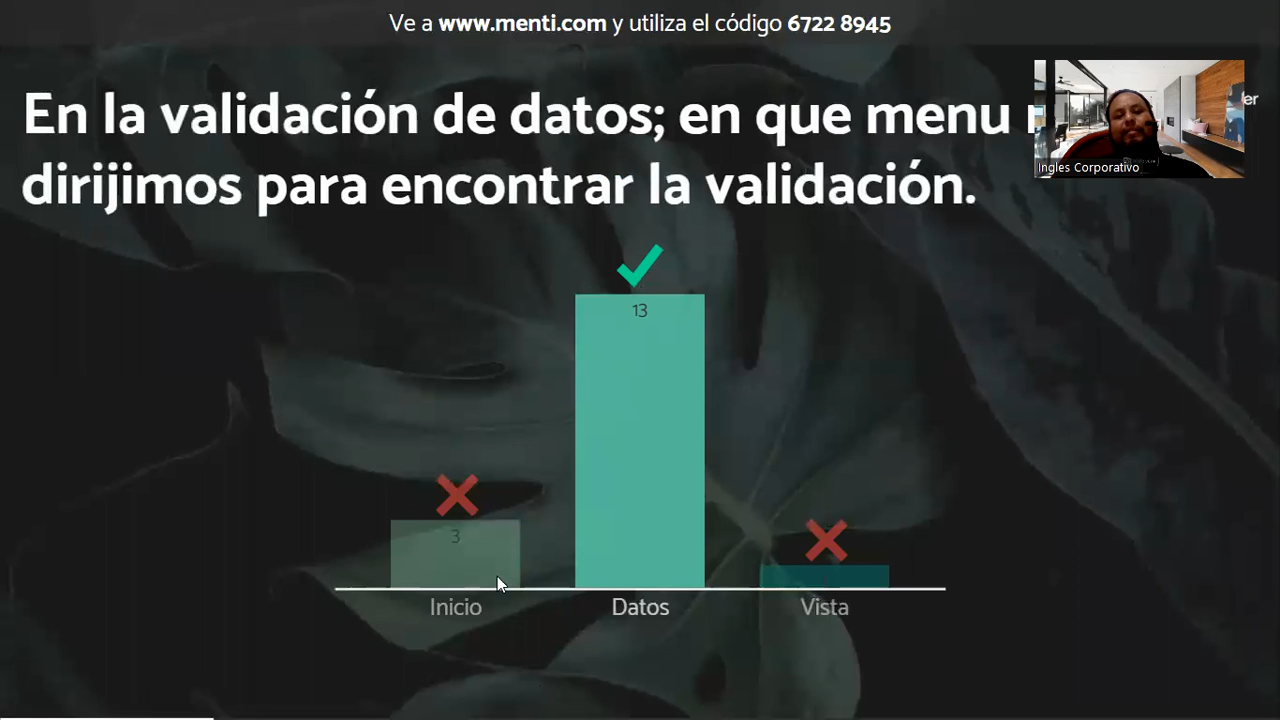 Ve a www.menti.com y utiliza el código 6722 8945
En la validación de datos; en que menu
dirijimos para encontrar la validación.
Ingles Corporativo
13
3
Inicio
Datos
Vista